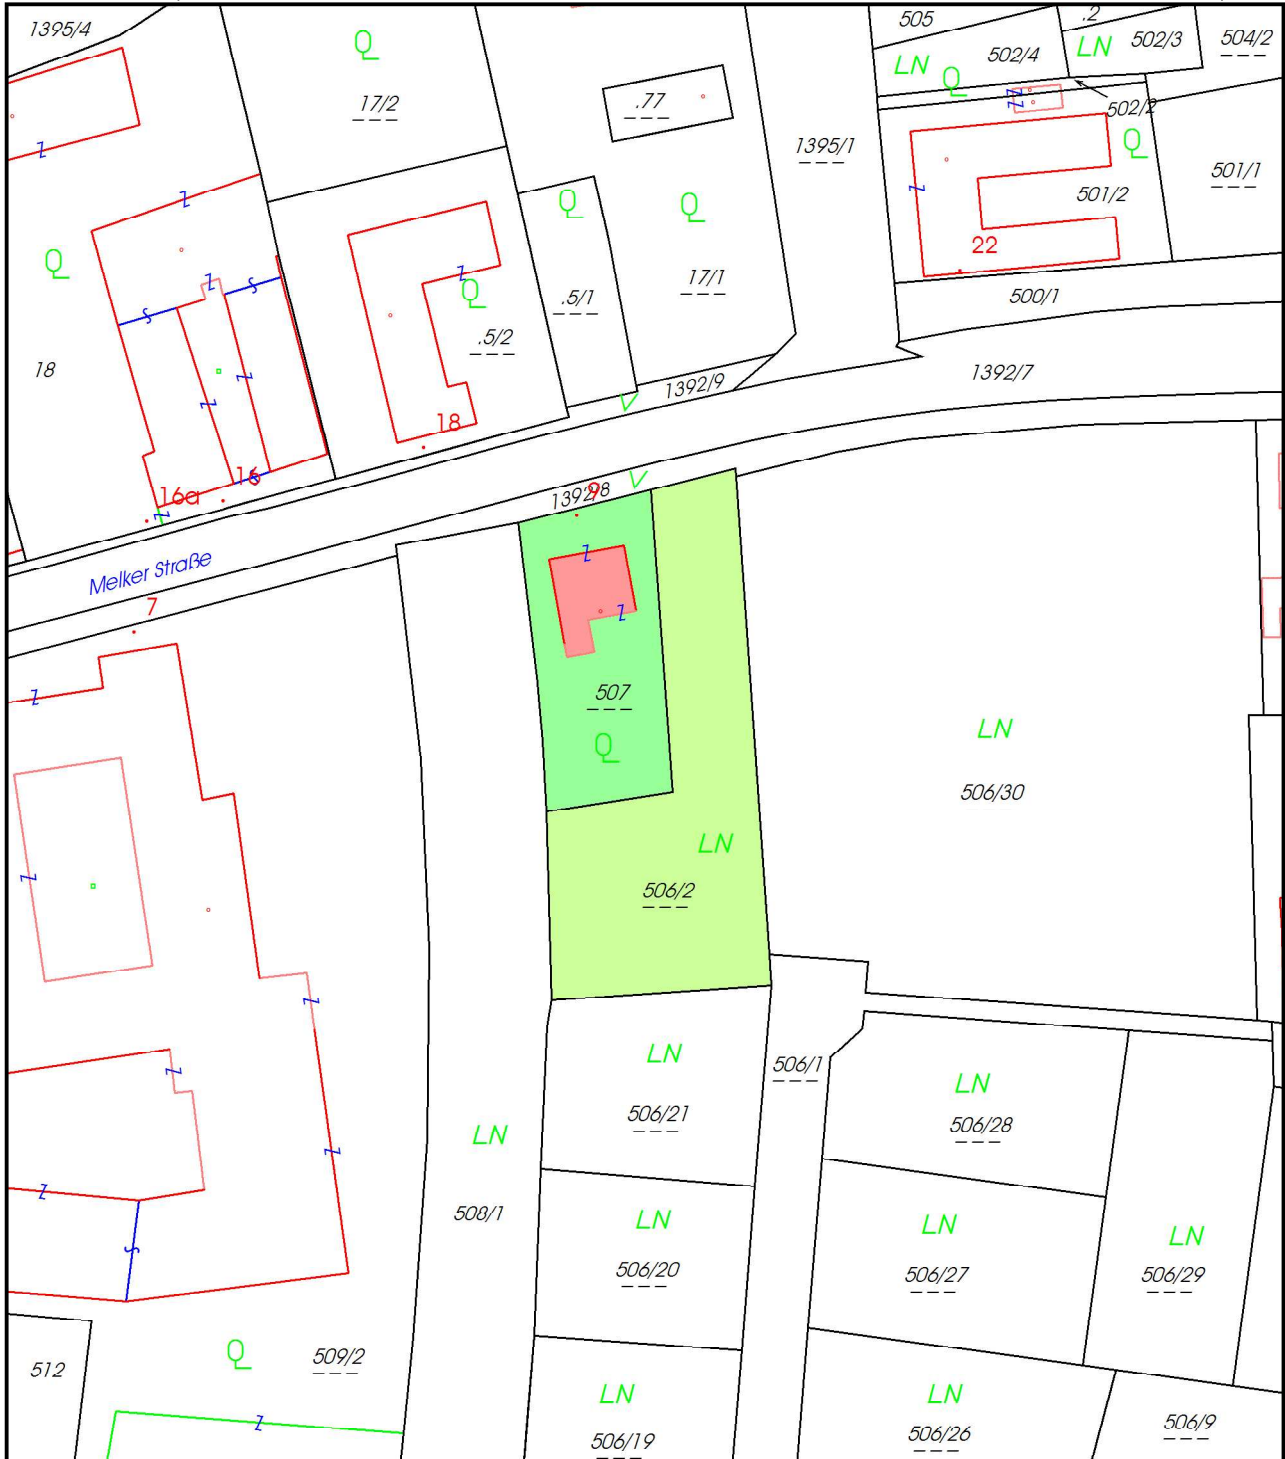 1395/4
505
.2
504/2
502/4
LN
502/3
LN
Q
17/2
.77
Q
502/2
Q
1395/1
501/1
501/2
Q
Q
Q
22
17/1
.5/1
Q
500/1
.5/2
18
1392/7
1392/9
V
18
16
16a
V
1392/8
9
Melker Straße
7
507
LN
Q
506/30
LN
506/2
LN
506/1
LN
506/21
506/28
LN
508/1
LN
LN
LN
506/20
506/27
506/29
Q
509/2
512
LN
LN
506/9
506/19
506/26